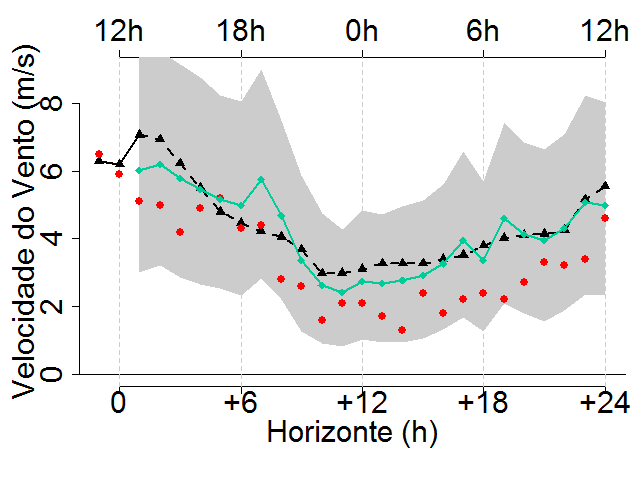 12h 18h 0h 6h 12h
Velocidade do Vento (m/s)
8
6
4
2
0
0 +6 +12 +18 +24
Horizonte (h)